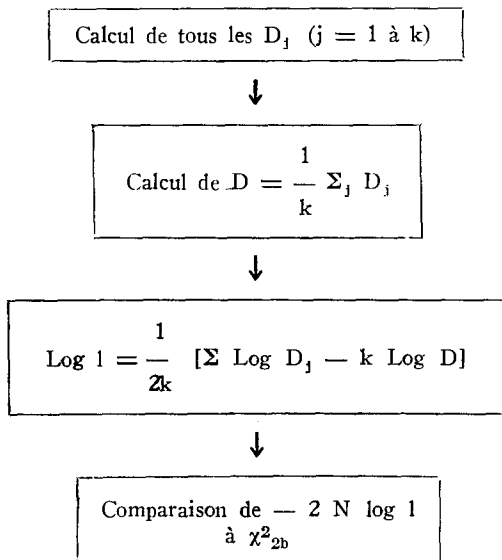 Calcul de tous les D_j (j = 1 à k)
↓
Calcul de D = 1/k Σ_j D_j
↓
Log l = 1/2k [Σ Log D_j — k Log D]
↓
Comparaison de — 2 N log l
à χ²_2b